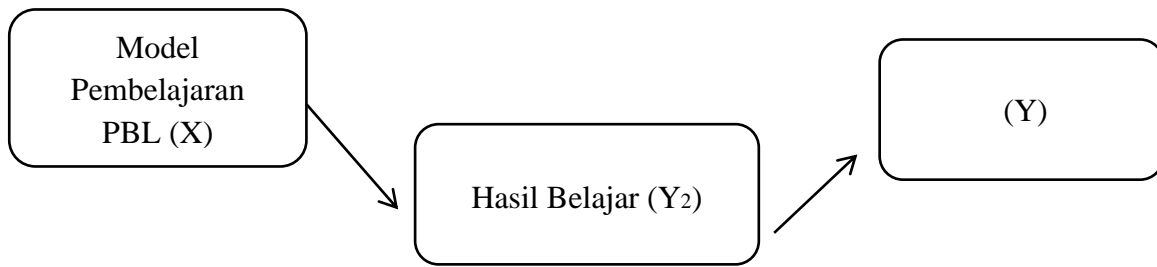 Model
Pembelajaran
PBL (X)
Hasil Belajar (Y₂)
(Y)